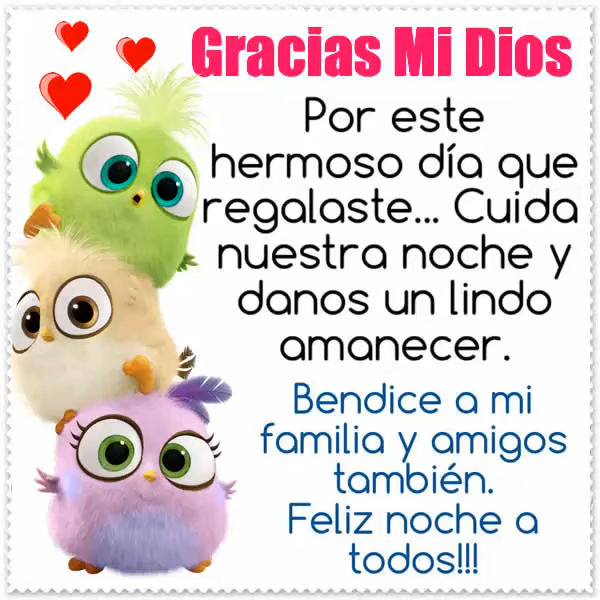 Gracias Mi Dios
Por este
hermoso día que
regalaste... Cuida
nuestra noche y
danos un lindo
amanecer.
Bendice a mi
familia y amigos
también.
Feliz noche a
todos!!!